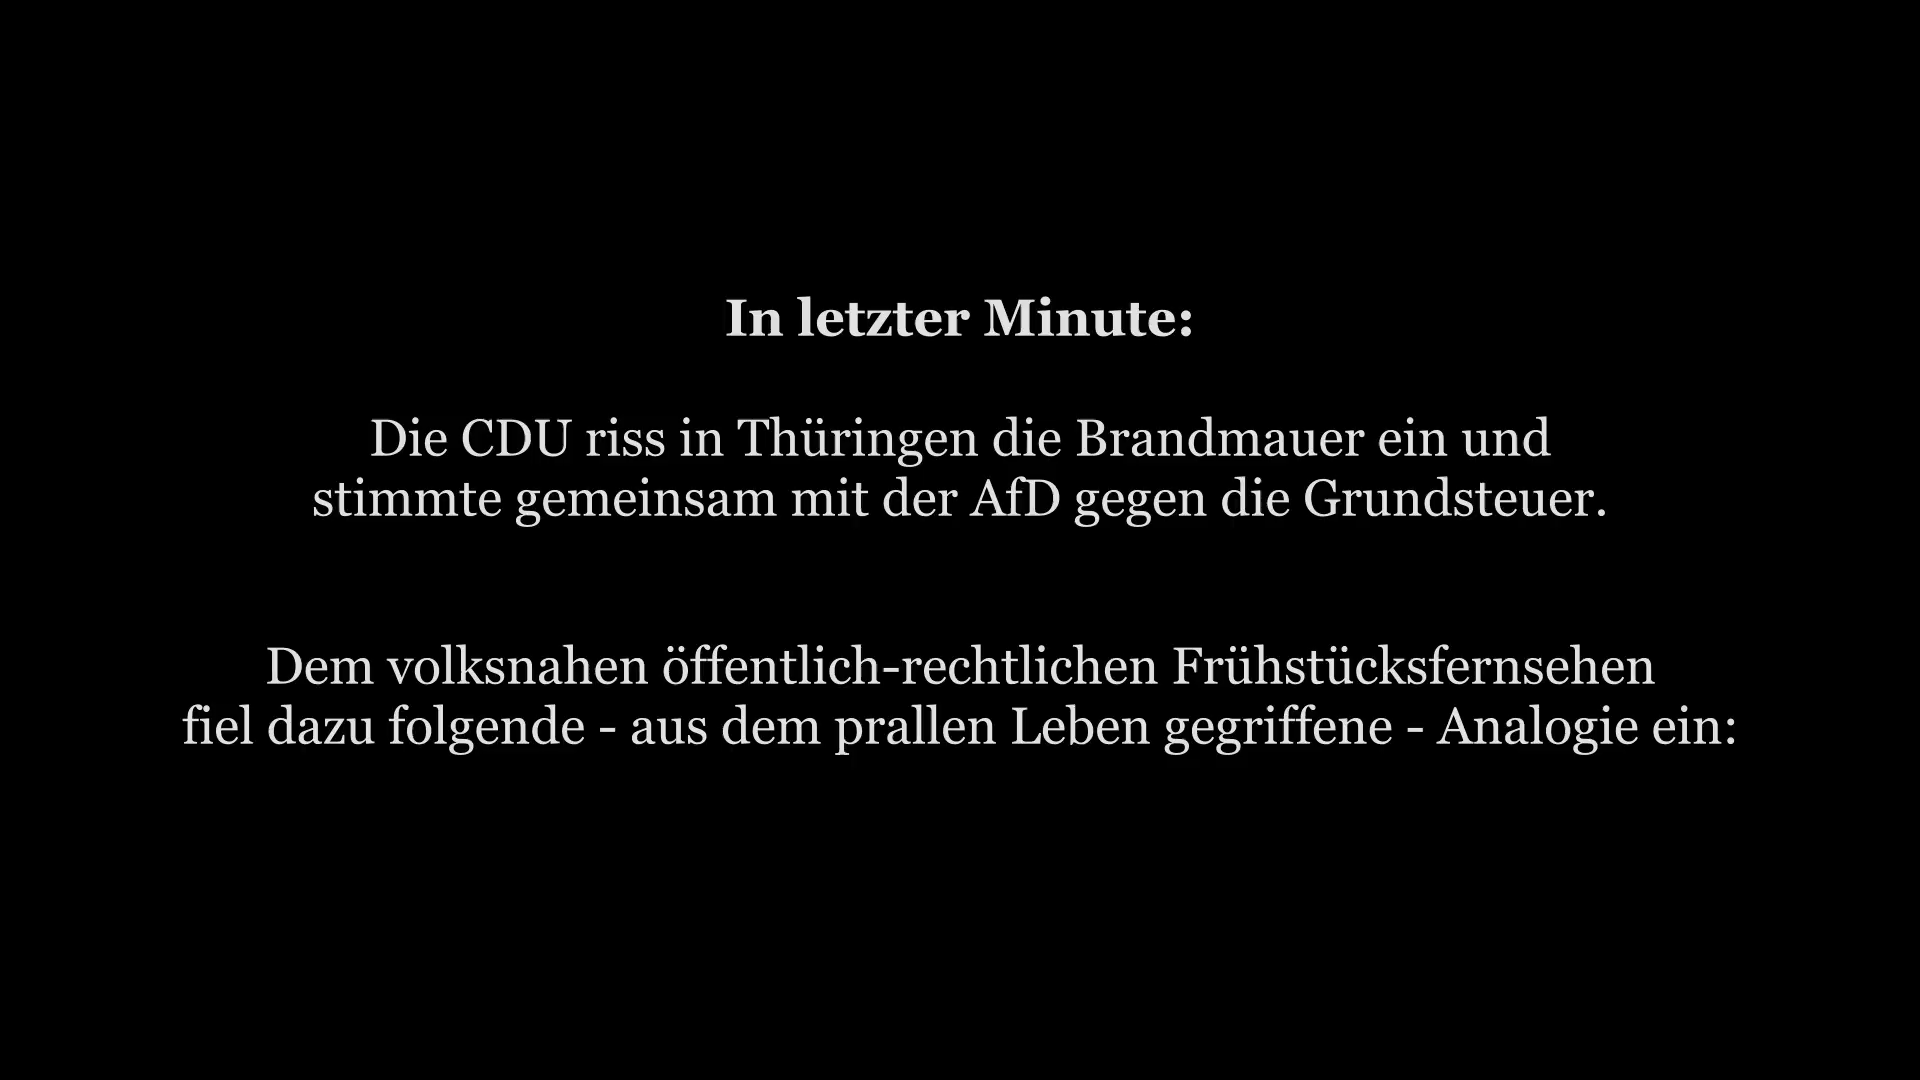 In letzter Minute:
Die CDU riss in Thüringen die Brandmauer ein und
stimmte gemeinsam mit der AfD gegen die Grundsteuer.
Dem volksnahen öffentlich-rechtlichen Frühstücksfernsehen
fiel dazu folgende - aus dem prallen Leben gegriffene - Analogie ein: